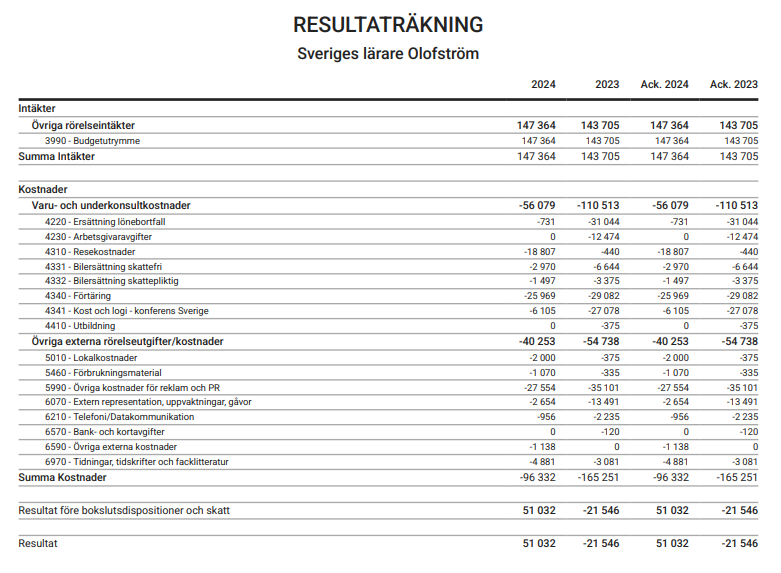 RESULTATRÄKNING
Sveriges lärare Olofström
2024 2023 Ack. 2024 Ack. 2023
Intäkter
Övriga rörelseintäkter 147 364 143 705 147 364 143 705
3990 - Budgetutrymme 147 364 143 705 147 364 143 705
Summa Intäkter 147 364 143 705 147 364 143 705
Kostnader
Varu- och underkonsultkostnader -56 079 -110 513 -56 079 -110 513
4220 - Ersättning lönebortfall -731 -31 044 -731 -31 044
4230 - Arbetsgivaravgifter 0 -12 474 0 -12 474
4310 - Resekostnader -18 807 -440 -18 807 -440
4331 - Bilersättning skattefri -2 970 -6 644 -2 970 -6 644
4332 - Bilersättning skattepliktig -1 497 -3 375 -1 497 -3 375
4340 - Förtäring -25 969 -29 082 -25 969 -29 082
4341 - Kost och logi - konferens Sverige -6 105 -27 078 -6 105 -27 078
4410 - Utbildning 0 -375 0 -375
Övriga externa rörelseutgifter/kostnader -40 253 -54 738 -40 253 -54 738
5010 - Lokalkostnader -2 000 -375 -2 000 -375
5460 - Förbrukningsmaterial -1 070 -335 -1 070 -335
5990 - Övriga kostnader för reklam och PR -27 554 -35 101 -27 554 -35 101
6070 - Extern representation, uppvaktningar, gåvor -2 654 -13 491 -2 654 -13 491
6210 - Telefoni/Datakommunikation -956 -2 235 -956 -2 235
6570 - Bank- och kortavgifter 0 -120 0 -120
6590 - Övriga externa kostnader -1 138 0 -1 138 0
6970 - Tidningar, tidskrifter och facklitteratur -4 881 -3 081 -4 881 -3 081
Summa Kostnader -96 332 -165 251 -96 332 -165 251
Resultat före bokslutsdispositioner och skatt 51 032 -21 546 51 032 -21 546
Resultat 51 032 -21 546 51 032 -21 546